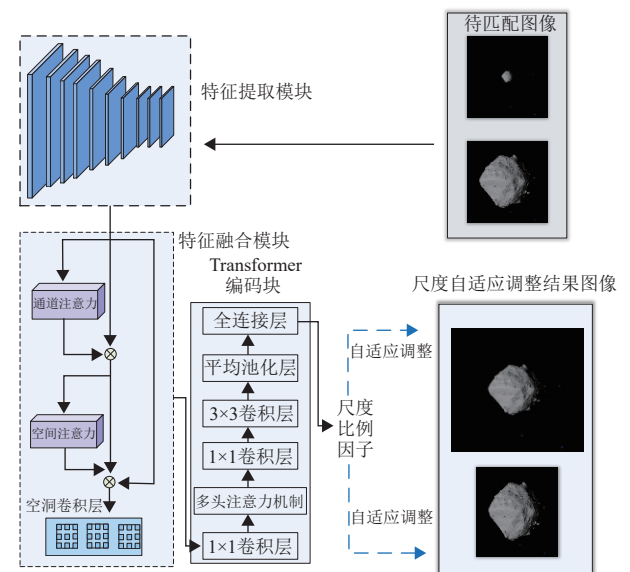 待匹配图像
特征提取模块
特征融合模块
Transformer
编码块
尺度自适应调整结果图像
通道注意力
全连接层
自适应调整
平均池化层
3×3卷积层
尺度
比例
因子
空间注意力
1×1卷积层
多头注意力机制
空洞卷积层
自适应调整
1×1卷积层